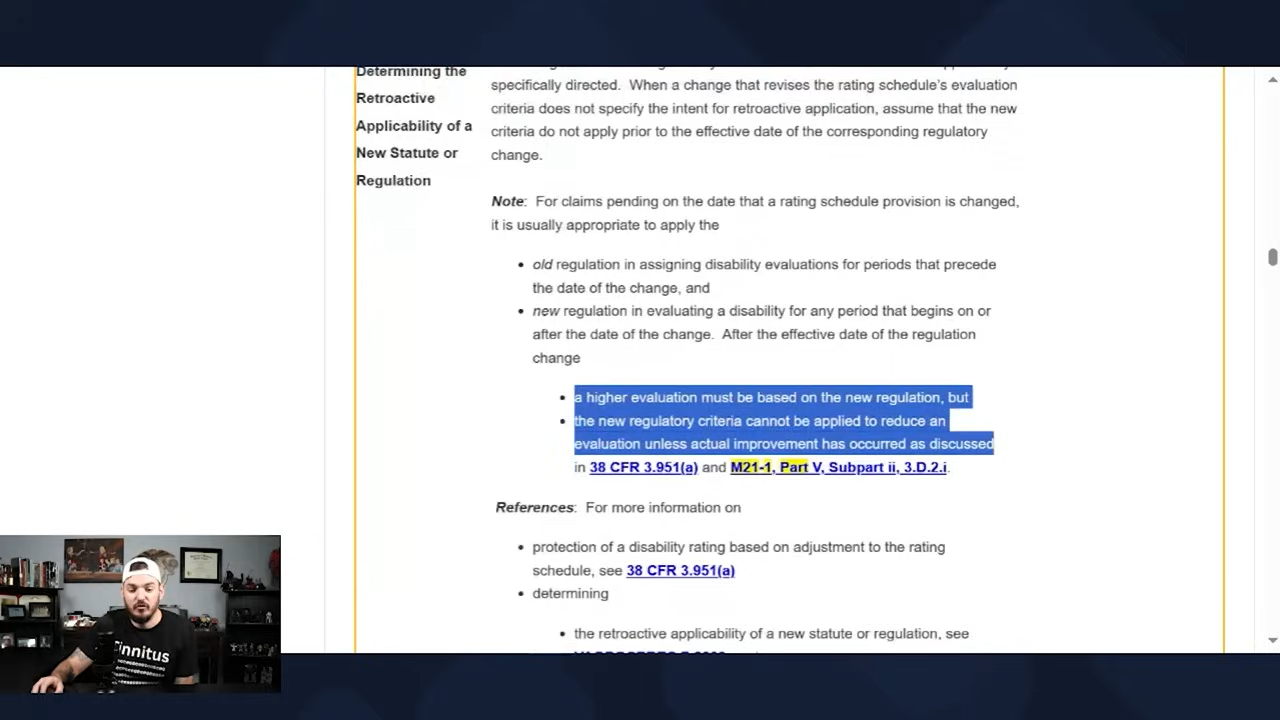 Determining the
Retroactive
Applicability of a
New Statute or
Regulation
specifically directed. When a change that revises the rating schedule's evaluation
criteria does not specify the intent for retroactive application, assume that the new
criteria do not apply prior to the effective date of the corresponding regulatory
change.
Note: For claims pending on the date that a rating schedule provision is changed,
it is usually appropriate to apply the
• old regulation in assigning disability evaluations for periods that precede
the date of the change, and
• new regulation in evaluating a disability for any period that begins on or
after the date of the change. After the effective date of the regulation
change
• a higher evaluation must be based on the new regulation, but
• the new regulatory criteria cannot be applied to reduce an
evaluation unless actual improvement has occurred as discussed
in 38 CFR 3.951(a) and M21-1, Part V, Subpart ii, 3.D.2.i.
References: For more information on
• protection of a disability rating based on adjustment to the rating
schedule, see 38 CFR 3.951(a)
• determining
• the retroactive applicability of a new statute or regulation, see
Tinnitus